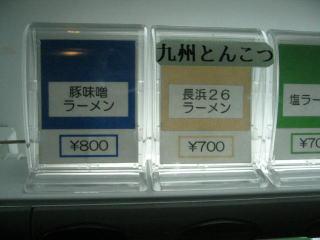 豚味噌
ラーメン
¥800
九州とんこつ
長浜26
ラーメン
¥700
塩ラー